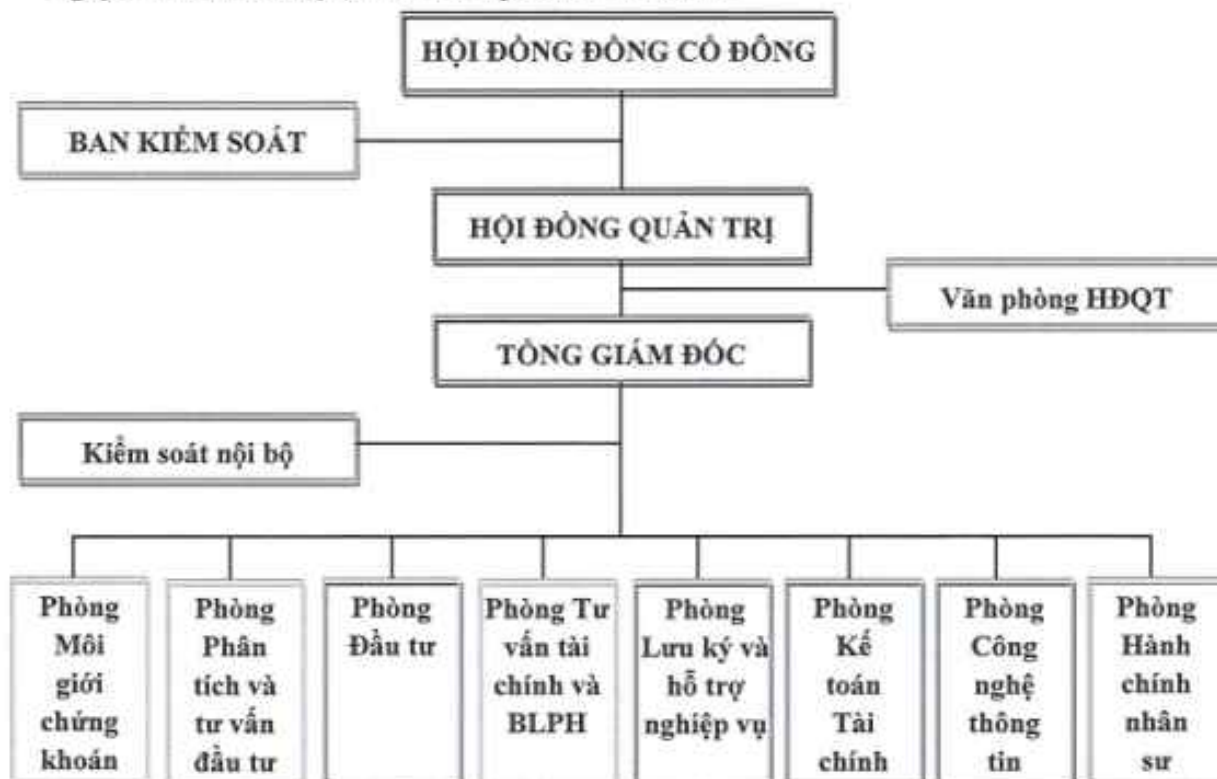 HỘI ĐỒNG ĐỒNG CỔ ĐÔNG
BAN KIỂM SOÁT
HỘI ĐỒNG QUẢN TRỊ
Văn phòng HĐQT
TỔNG GIÁM ĐỐC
Kiểm soát nội bộ
Phòng
Môi
giới
chứng
khoán
Phòng
Phân
tích và
tư vấn
đầu tư
Phòng
Đầu tư
Phòng Tư
vấn tài
chính và
BLPH
Phòng
Lưu ký và
hỗ trợ
nghiệp vụ
Phòng
Kế
toán
Tài
chính
Phòng
Công
nghệ
thông
tin
Phòng
Hành
chính
nhân
sự